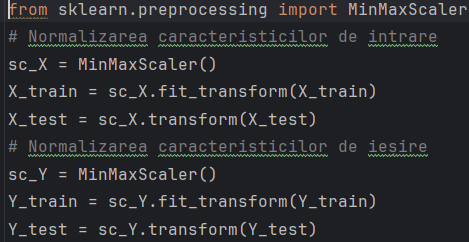 from sklearn.preprocessing import MinMaxScaler
# Normalizarea caracteristicilor de intrare
sc_X = MinMaxScaler()
X_train = sc_X.fit_transform(X_train)
X_test = sc_X.transform(X_test)
# Normalizarea caracteristicilor de iesire
sc_Y = MinMaxScaler()
Y_train = sc_Y.fit_transform(Y_train)
Y_test = sc_Y.transform(Y_test)